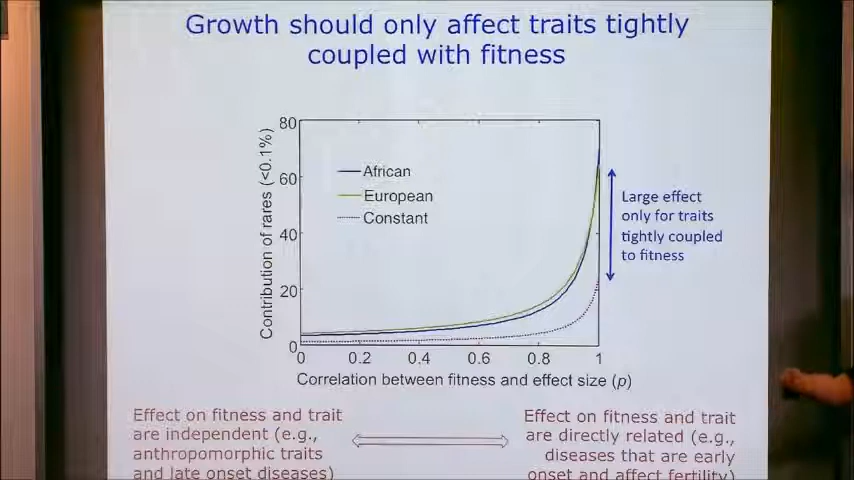 Growth should only affect traits tightly
coupled with fitness
80
60
40
20
0
Contribution of rares (<0.1%)
African
European
Constant
Large effect
only for traits
tightly coupled
to fitness
0 0.2 0.4 0.6 0.8 1
Correlation between fitness and effect size (p)
Effect on fitness and trait
are independent (e.g.,
anthropomorphic traits
and late onset diseases)
Effect on fitness and trait
are directly related (e.g.,
diseases that are early
onset and affect fertility)